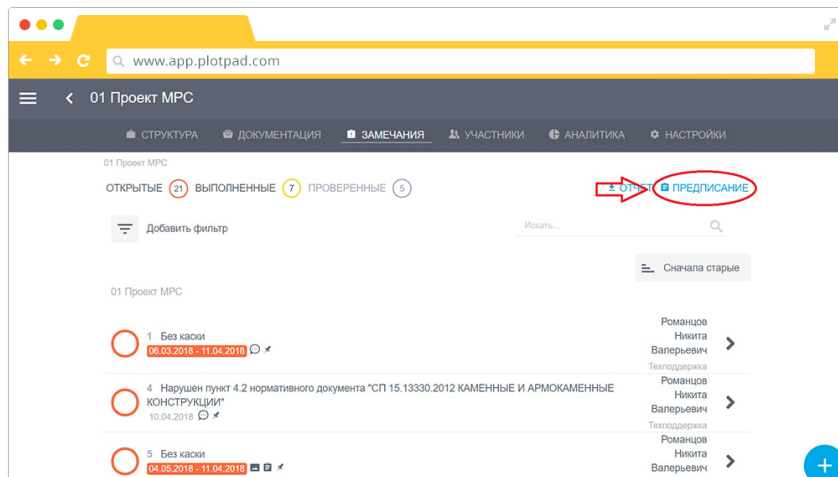 www.app.plotpad.com
01 Проект МРС
СТРУКТУРА ДОКУМЕНТАЦИЯ ЗАМЕЧАНИЯ УЧАСТНИКИ АНАЛИТИКА НАСТРОЙКИ
01 Проект МРС
ОТКРЫТЫЕ 21 ВЫПОЛНЕННЫЕ 7 ПРОВЕРЕННЫЕ 5 ОТЧЕТ ПРЕДПИСАНИЕ
Добавить фильтр Искать...
Сначала старые
01 Проект МРС
Романцов
1 Без каски Никита
06.03.2018 - 11.04.2018 Валерьевич
Техподдержка
Романцов
4 Нарушен пункт 4.2 нормативного документа "СП 15.13330.2012 КАМЕННЫЕ И АРМОКАМЕННЫЕ Никита
КОНСТРУКЦИИ" Валерьевич
10.04.2018
Техподдержка
Романцов
5 Без каски Никита
04.05.2018 - 11.04.2018 Валерьевич